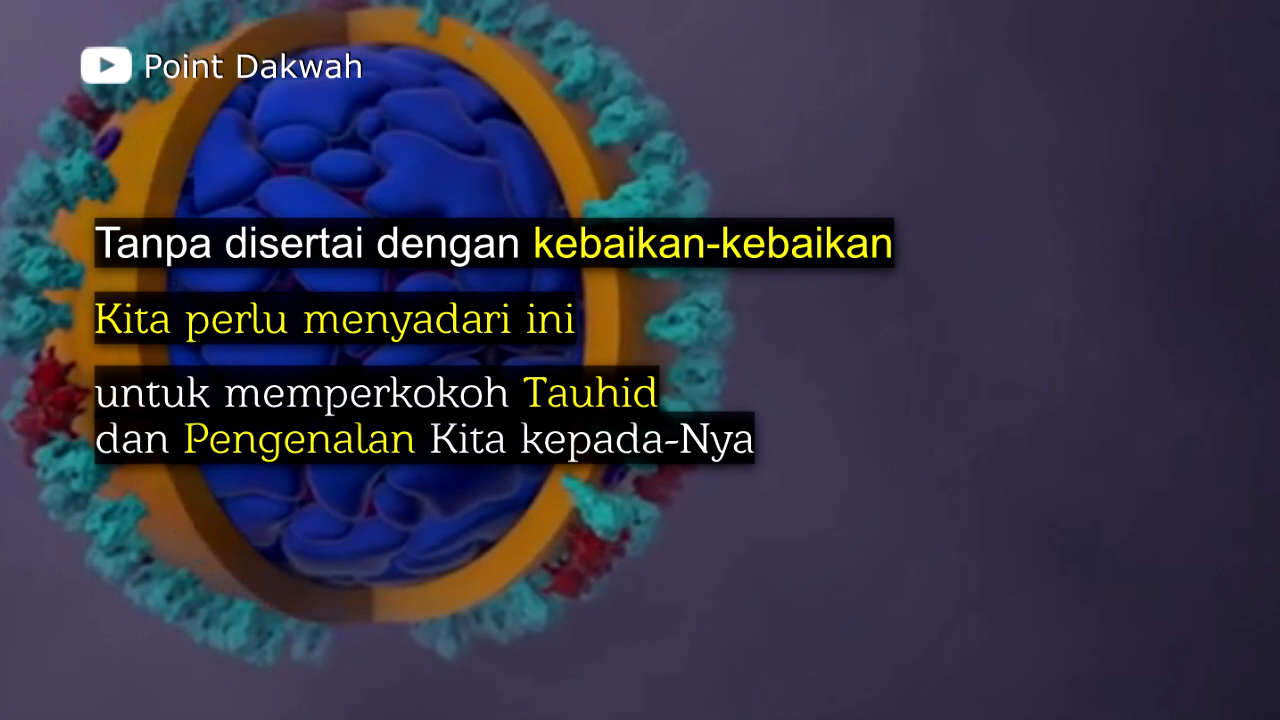 Point Dakwah
Tanpa disertai dengan kebaikan-kebaikan
Kita perlu menyadari ini
untuk memperkokoh Tauhid
dan Pengenalan Kita kepada-Nya